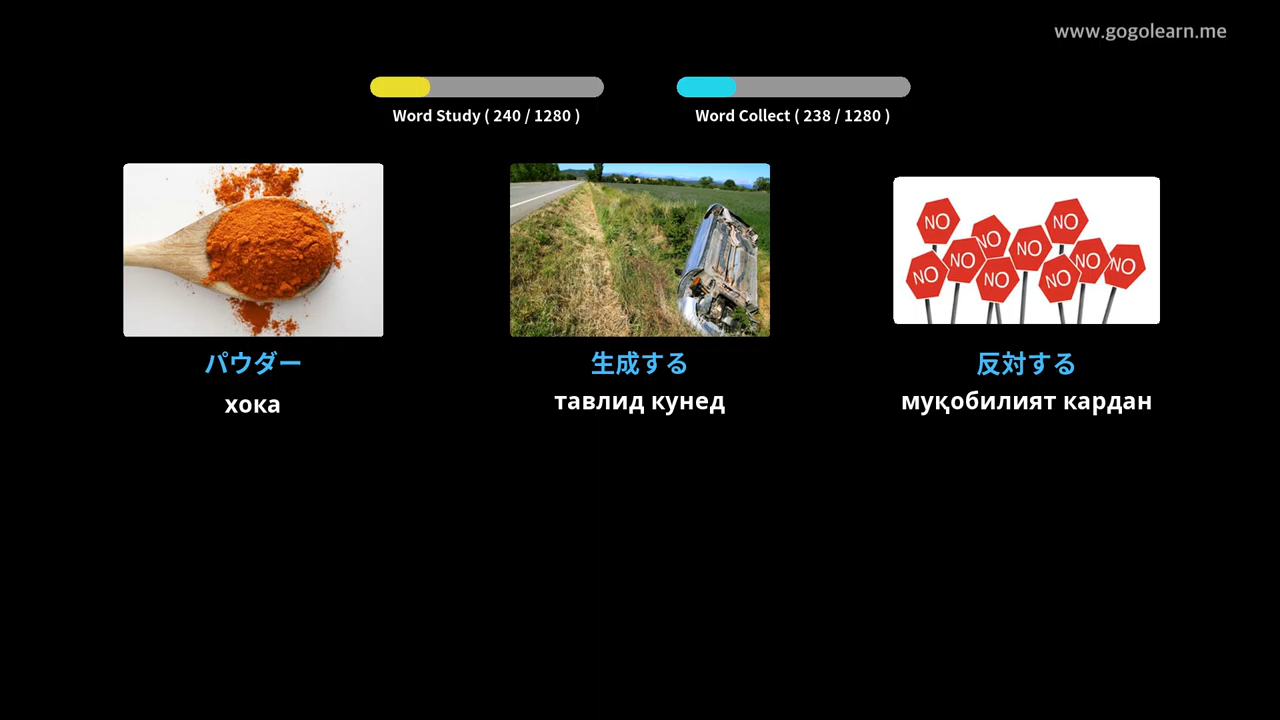 www.gogolearn.me
Word Study ( 240 / 1280 )
Word Collect ( 238 / 1280 )
NO
NO
NO
NO
NO
NO
NO
NO
NO
NO
パウダー
生成する
反対する
хока
тавлид кунед
муқобилият кардан